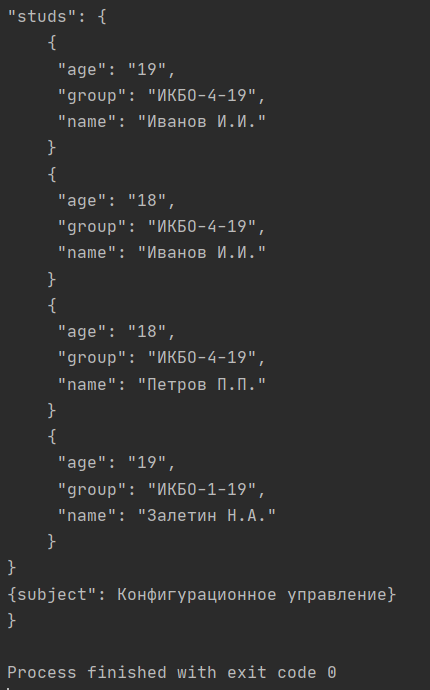 "studs": {
{
"age": "19",
"group": "ИКБО-4-19",
"name": "Иванов И.И."
}
{
"age": "18",
"group": "ИКБО-4-19",
"name": "Иванов И.И."
}
{
"age": "18",
"group": "ИКБО-4-19",
"name": "Петров П.П."
}
{
"age": "19",
"group": "ИКБО-1-19",
"name": "Залетин Н.А."
}
}
{subject": Конфигурационное управление}
}
Process finished with exit code 0